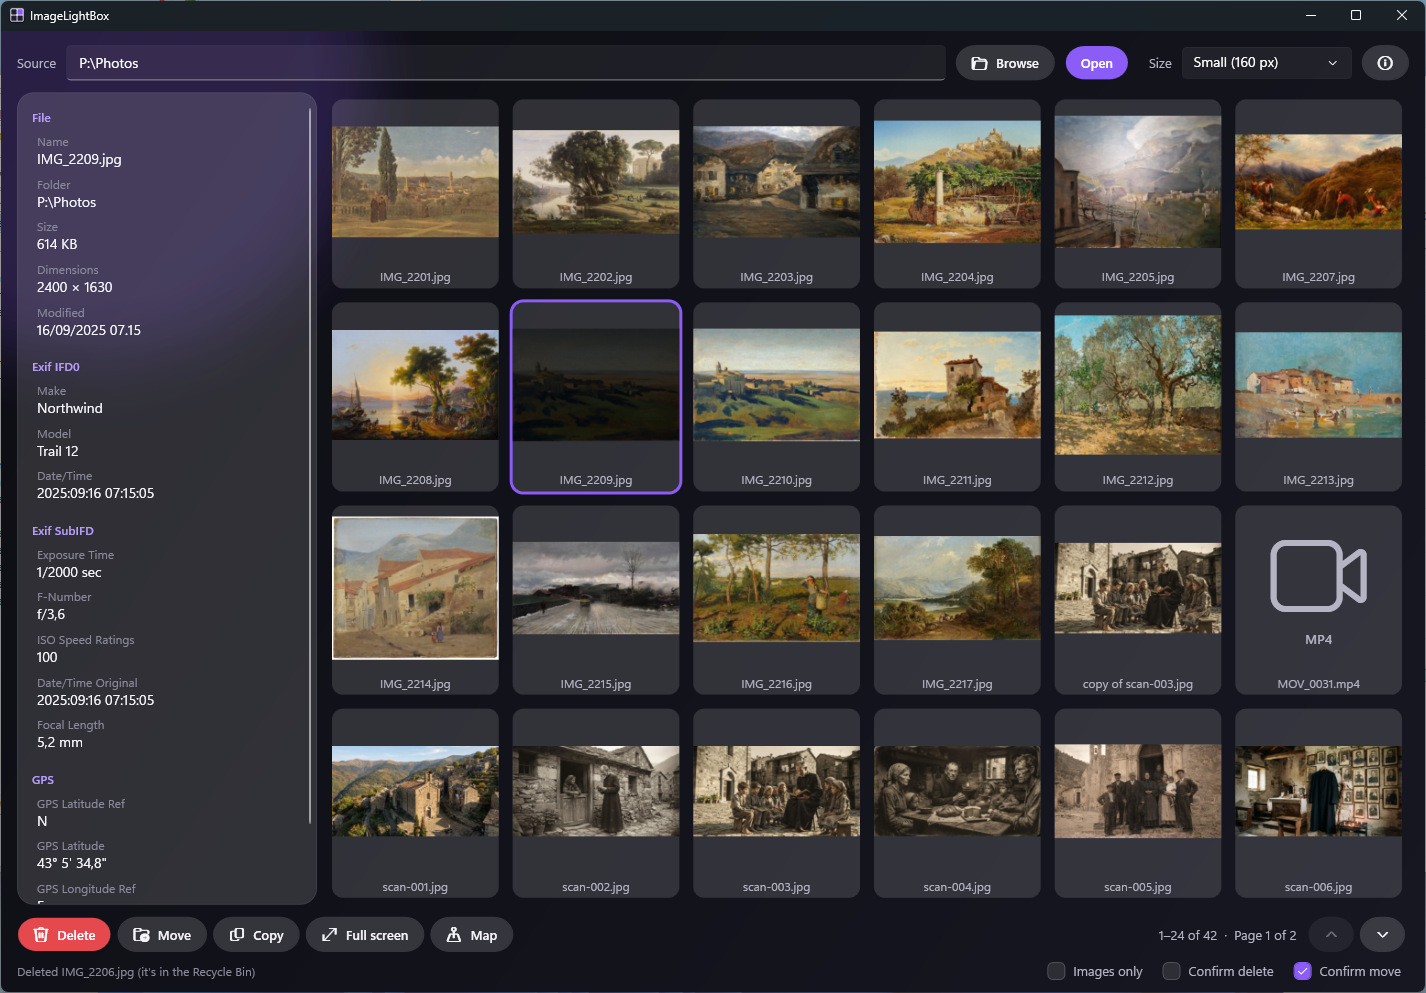 ImageLightBox
Source
P:\Photos
Browse
Open
Size
Small (160 px)
File
Name
IMG_2209.jpg
Folder
P:\Photos
Size
614 KB
Dimensions
2400 × 1630
Modified
16/09/2025 07.15
Exif IFD0
Make
Northwind
Model
Trail 12
Date/Time
2025:09:16 07:15:05
Exif SubIFD
Exposure Time
1/2000 sec
F-Number
f/3,6
ISO Speed Ratings
100
Date/Time Original
2025:09:16 07:15:05
Focal Length
5,2 mm
GPS
GPS Latitude Ref
N
GPS Latitude
43° 5' 34,8"
GPS Longitude Ref
IMG_2201.jpg
IMG_2202.jpg
IMG_2203.jpg
IMG_2204.jpg
IMG_2205.jpg
IMG_2207.jpg
IMG_2208.jpg
IMG_2209.jpg
IMG_2210.jpg
IMG_2211.jpg
IMG_2212.jpg
IMG_2213.jpg
IMG_2214.jpg
IMG_2215.jpg
IMG_2216.jpg
IMG_2217.jpg
copy of scan-003.jpg
MP4
MOV_0031.mp4
scan-001.jpg
scan-002.jpg
scan-003.jpg
scan-004.jpg
scan-005.jpg
scan-006.jpg
Delete
Move
Copy
Full screen
Map
1–24 of 42 · Page 1 of 2
Deleted IMG_2206.jpg (it's in the Recycle Bin)
Images only
Confirm delete
Confirm move